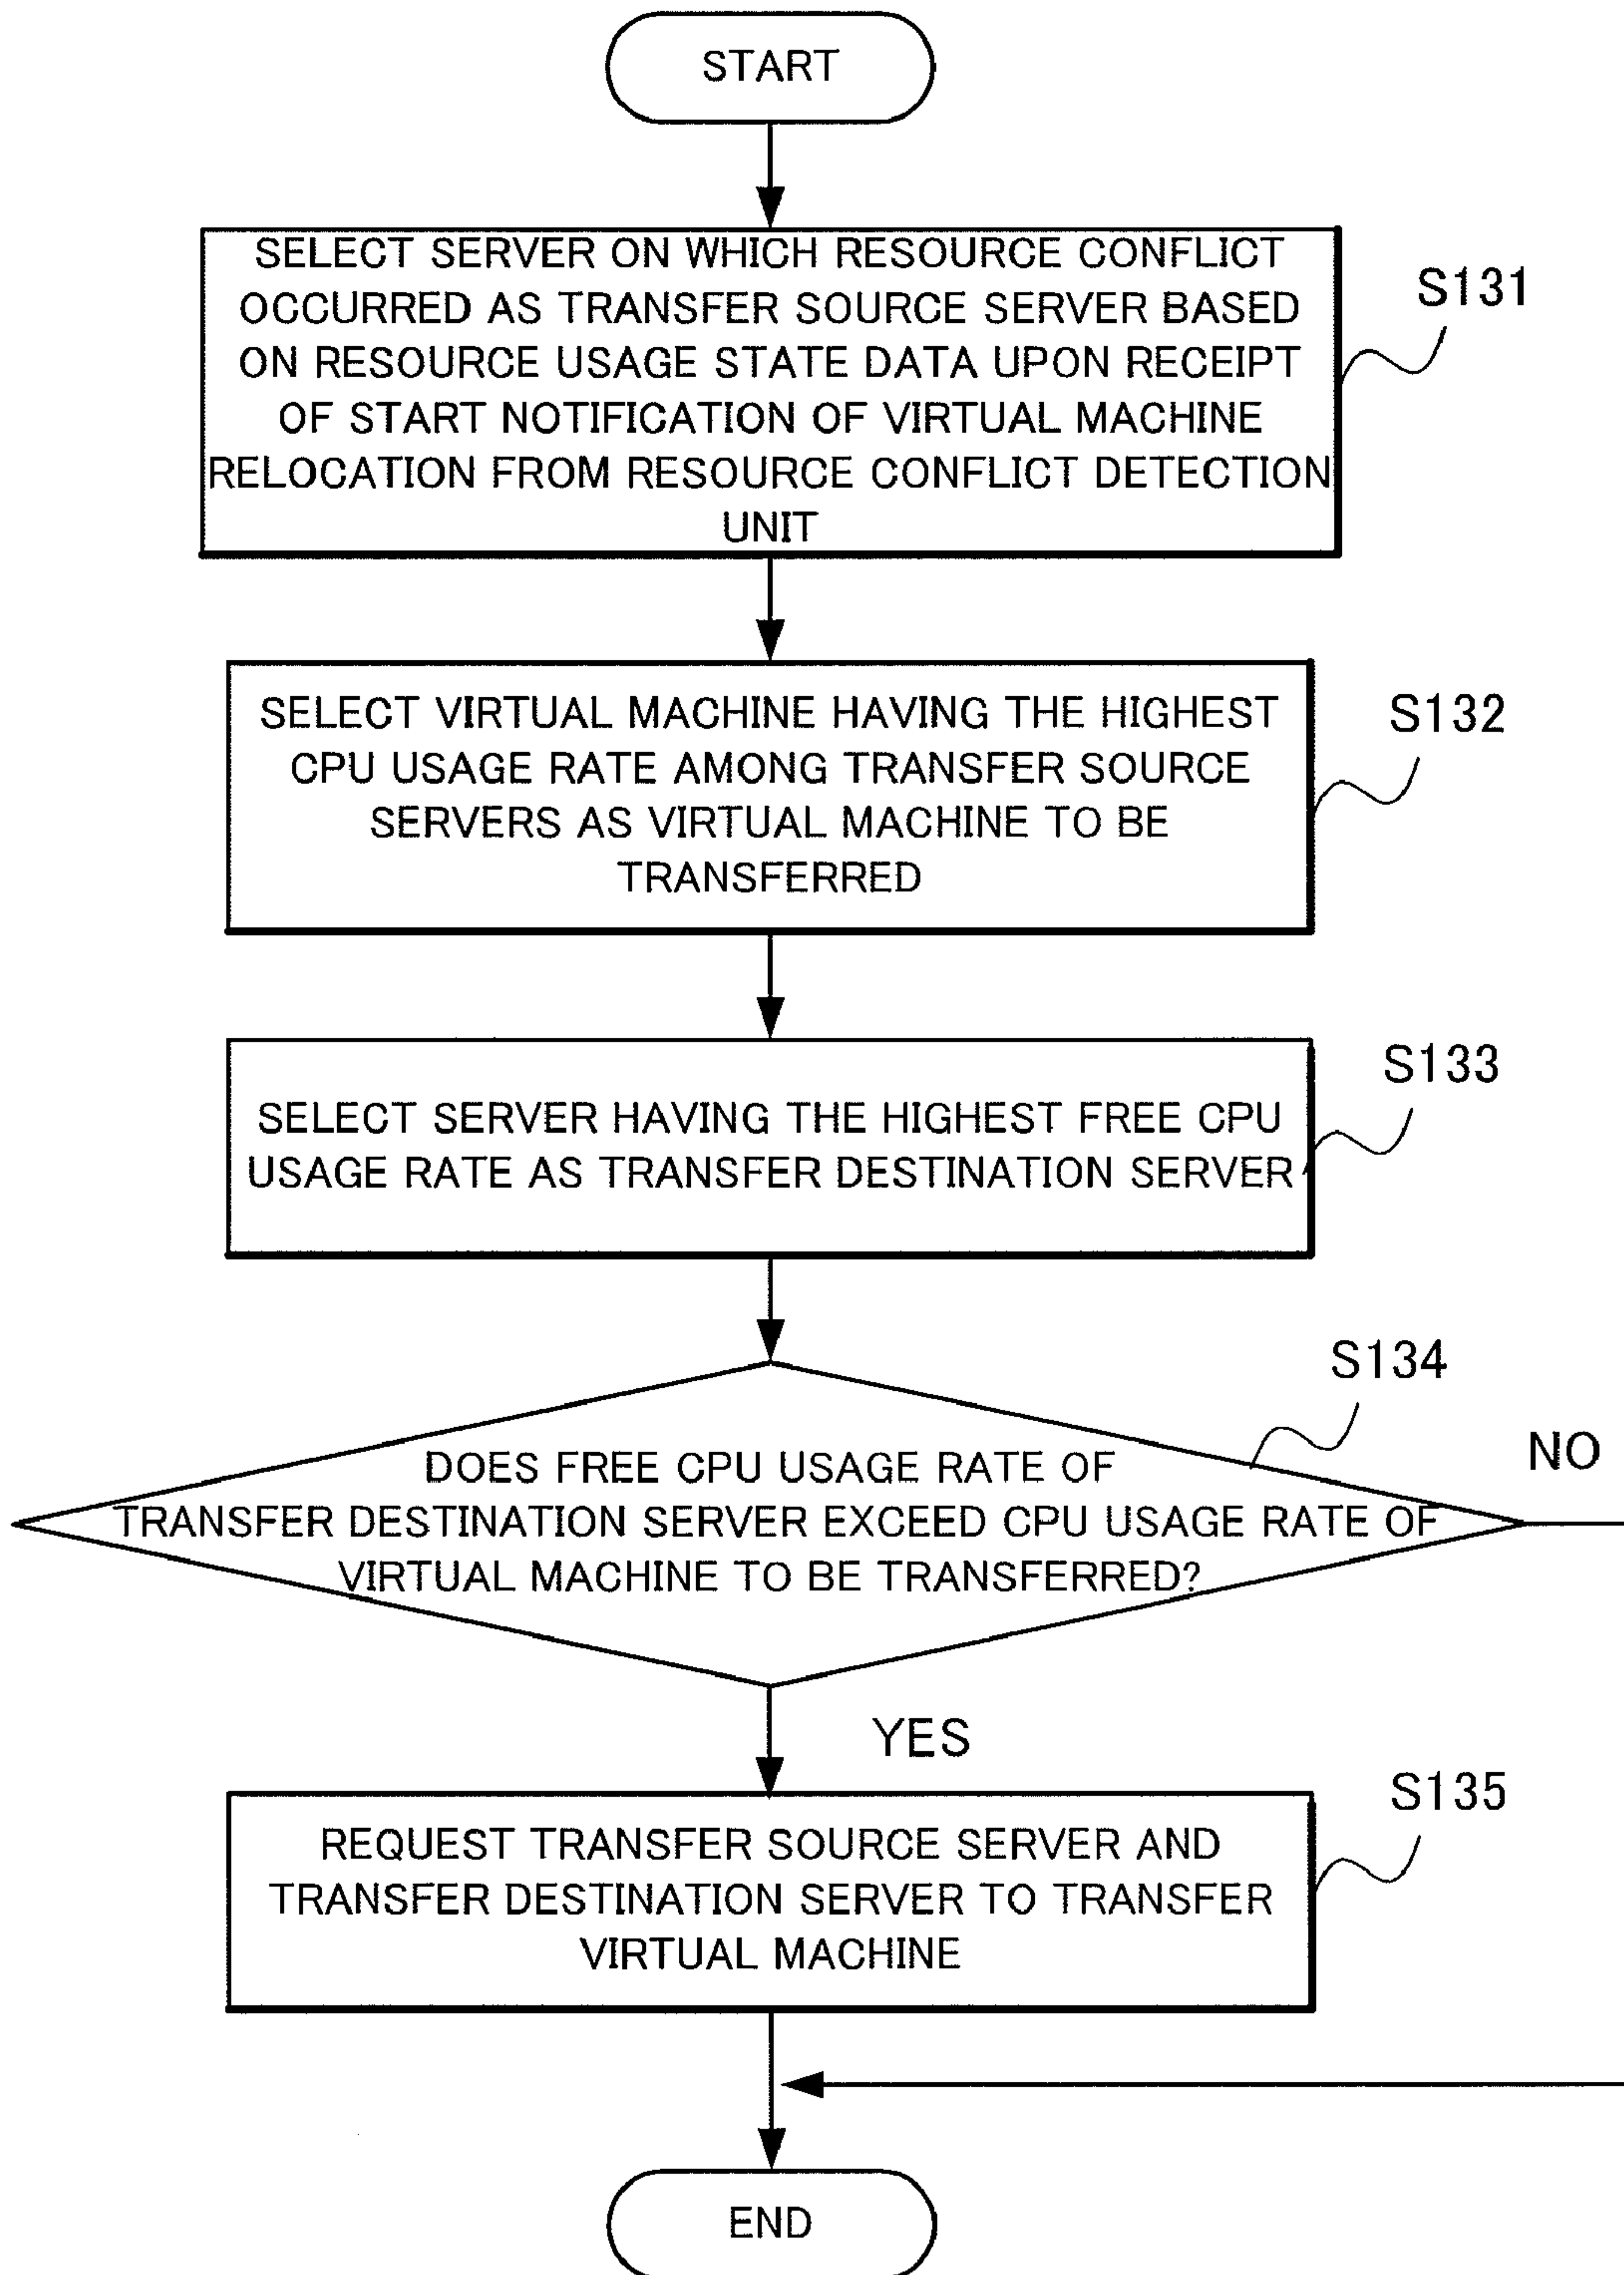 START
SELECT SERVER ON WHICH RESOURCE CONFLICT
OCCURRED AS TRANSFER SOURCE SERVER BASED
ON RESOURCE USAGE STATE DATA UPON RECEIPT
OF START NOTIFICATION OF VIRTUAL MACHINE
RELOCATION FROM RESOURCE CONFLICT DETECTION
UNIT
S131
SELECT VIRTUAL MACHINE HAVING THE HIGHEST
CPU USAGE RATE AMONG TRANSFER SOURCE
SERVERS AS VIRTUAL MACHINE TO BE
TRANSFERRED
S132
SELECT SERVER HAVING THE HIGHEST FREE CPU
USAGE RATE AS TRANSFER DESTINATION SERVER
S133
DOES FREE CPU USAGE RATE OF
TRANSFER DESTINATION SERVER EXCEED CPU USAGE RATE OF
VIRTUAL MACHINE TO BE TRANSFERRED?
S134
NO
YES
REQUEST TRANSFER SOURCE SERVER AND
TRANSFER DESTINATION SERVER TO TRANSFER
VIRTUAL MACHINE
S135
END